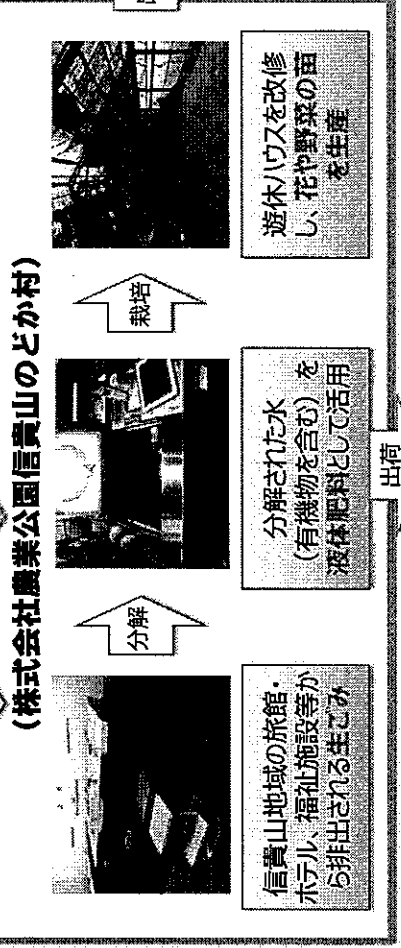 (株式会社農業公園信貴山のどか村)
分解
栽培
信貴山地域の旅館・
ホテル、福祉施設等か
ら排出される生ごみ
分解された水
(有機物を含む)を
液体肥料として活用
遊休ハウスを改修
し、花や野菜の苗
を生産
出荷